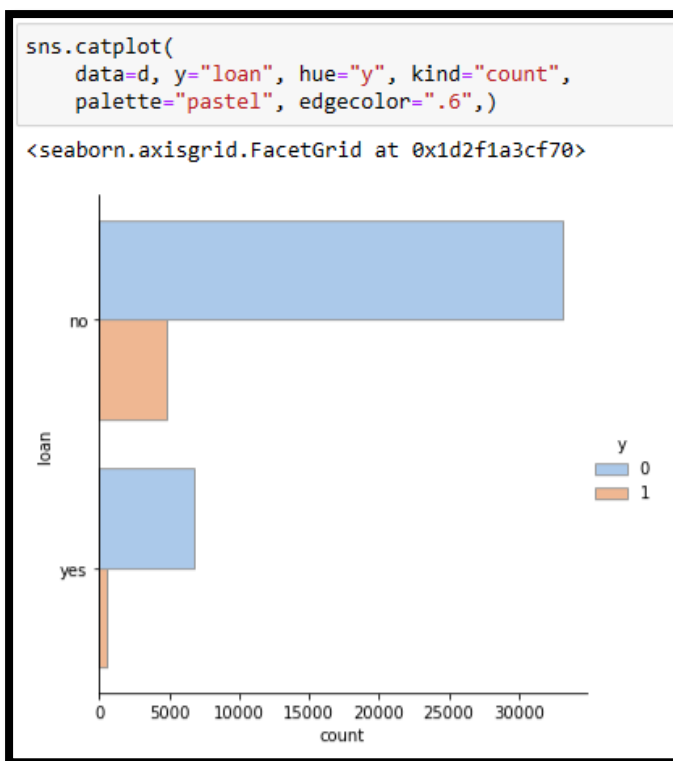 sns.catplot(
    data=d, y="loan", hue="y", kind="count",
    palette="pastel", edgecolor=".6",)
<seaborn.axisgrid.FacetGrid at 0x1d2f1a3cf70>
no
loan
yes
y
0
1
0 5000 10000 15000 20000 25000 30000
count